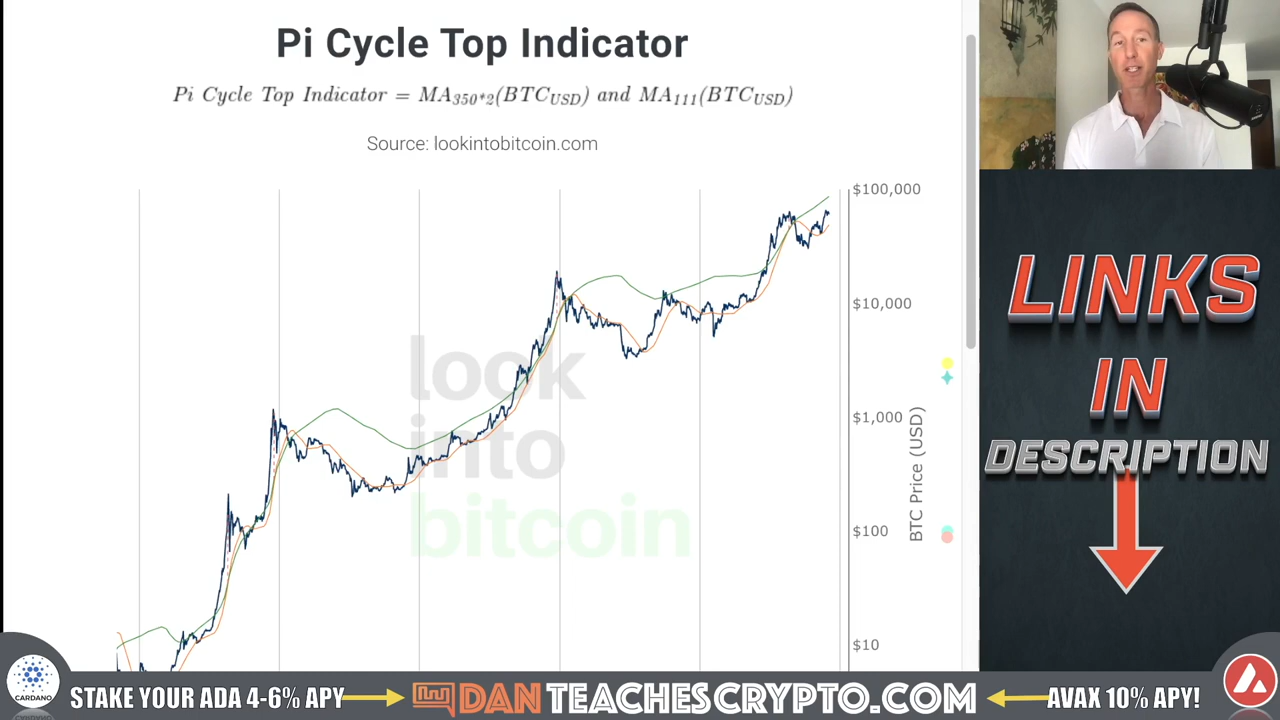 Pi Cycle Top Indicator
Pi Cycle Top Indicator = MA350*2(BTCUSD) and MA111(BTCUSD)
Source: lookintobitcoin.com
$100,000
$10,000
$1,000
$100
$10
BTC Price (USD)
look
into
bitcoin
LINKS
IN
DESCRIPTION
CARDANO
STAKE YOUR ADA 4-6% APY
DAN TEACHESCRYPTO.COM
AVAX 10% APY!